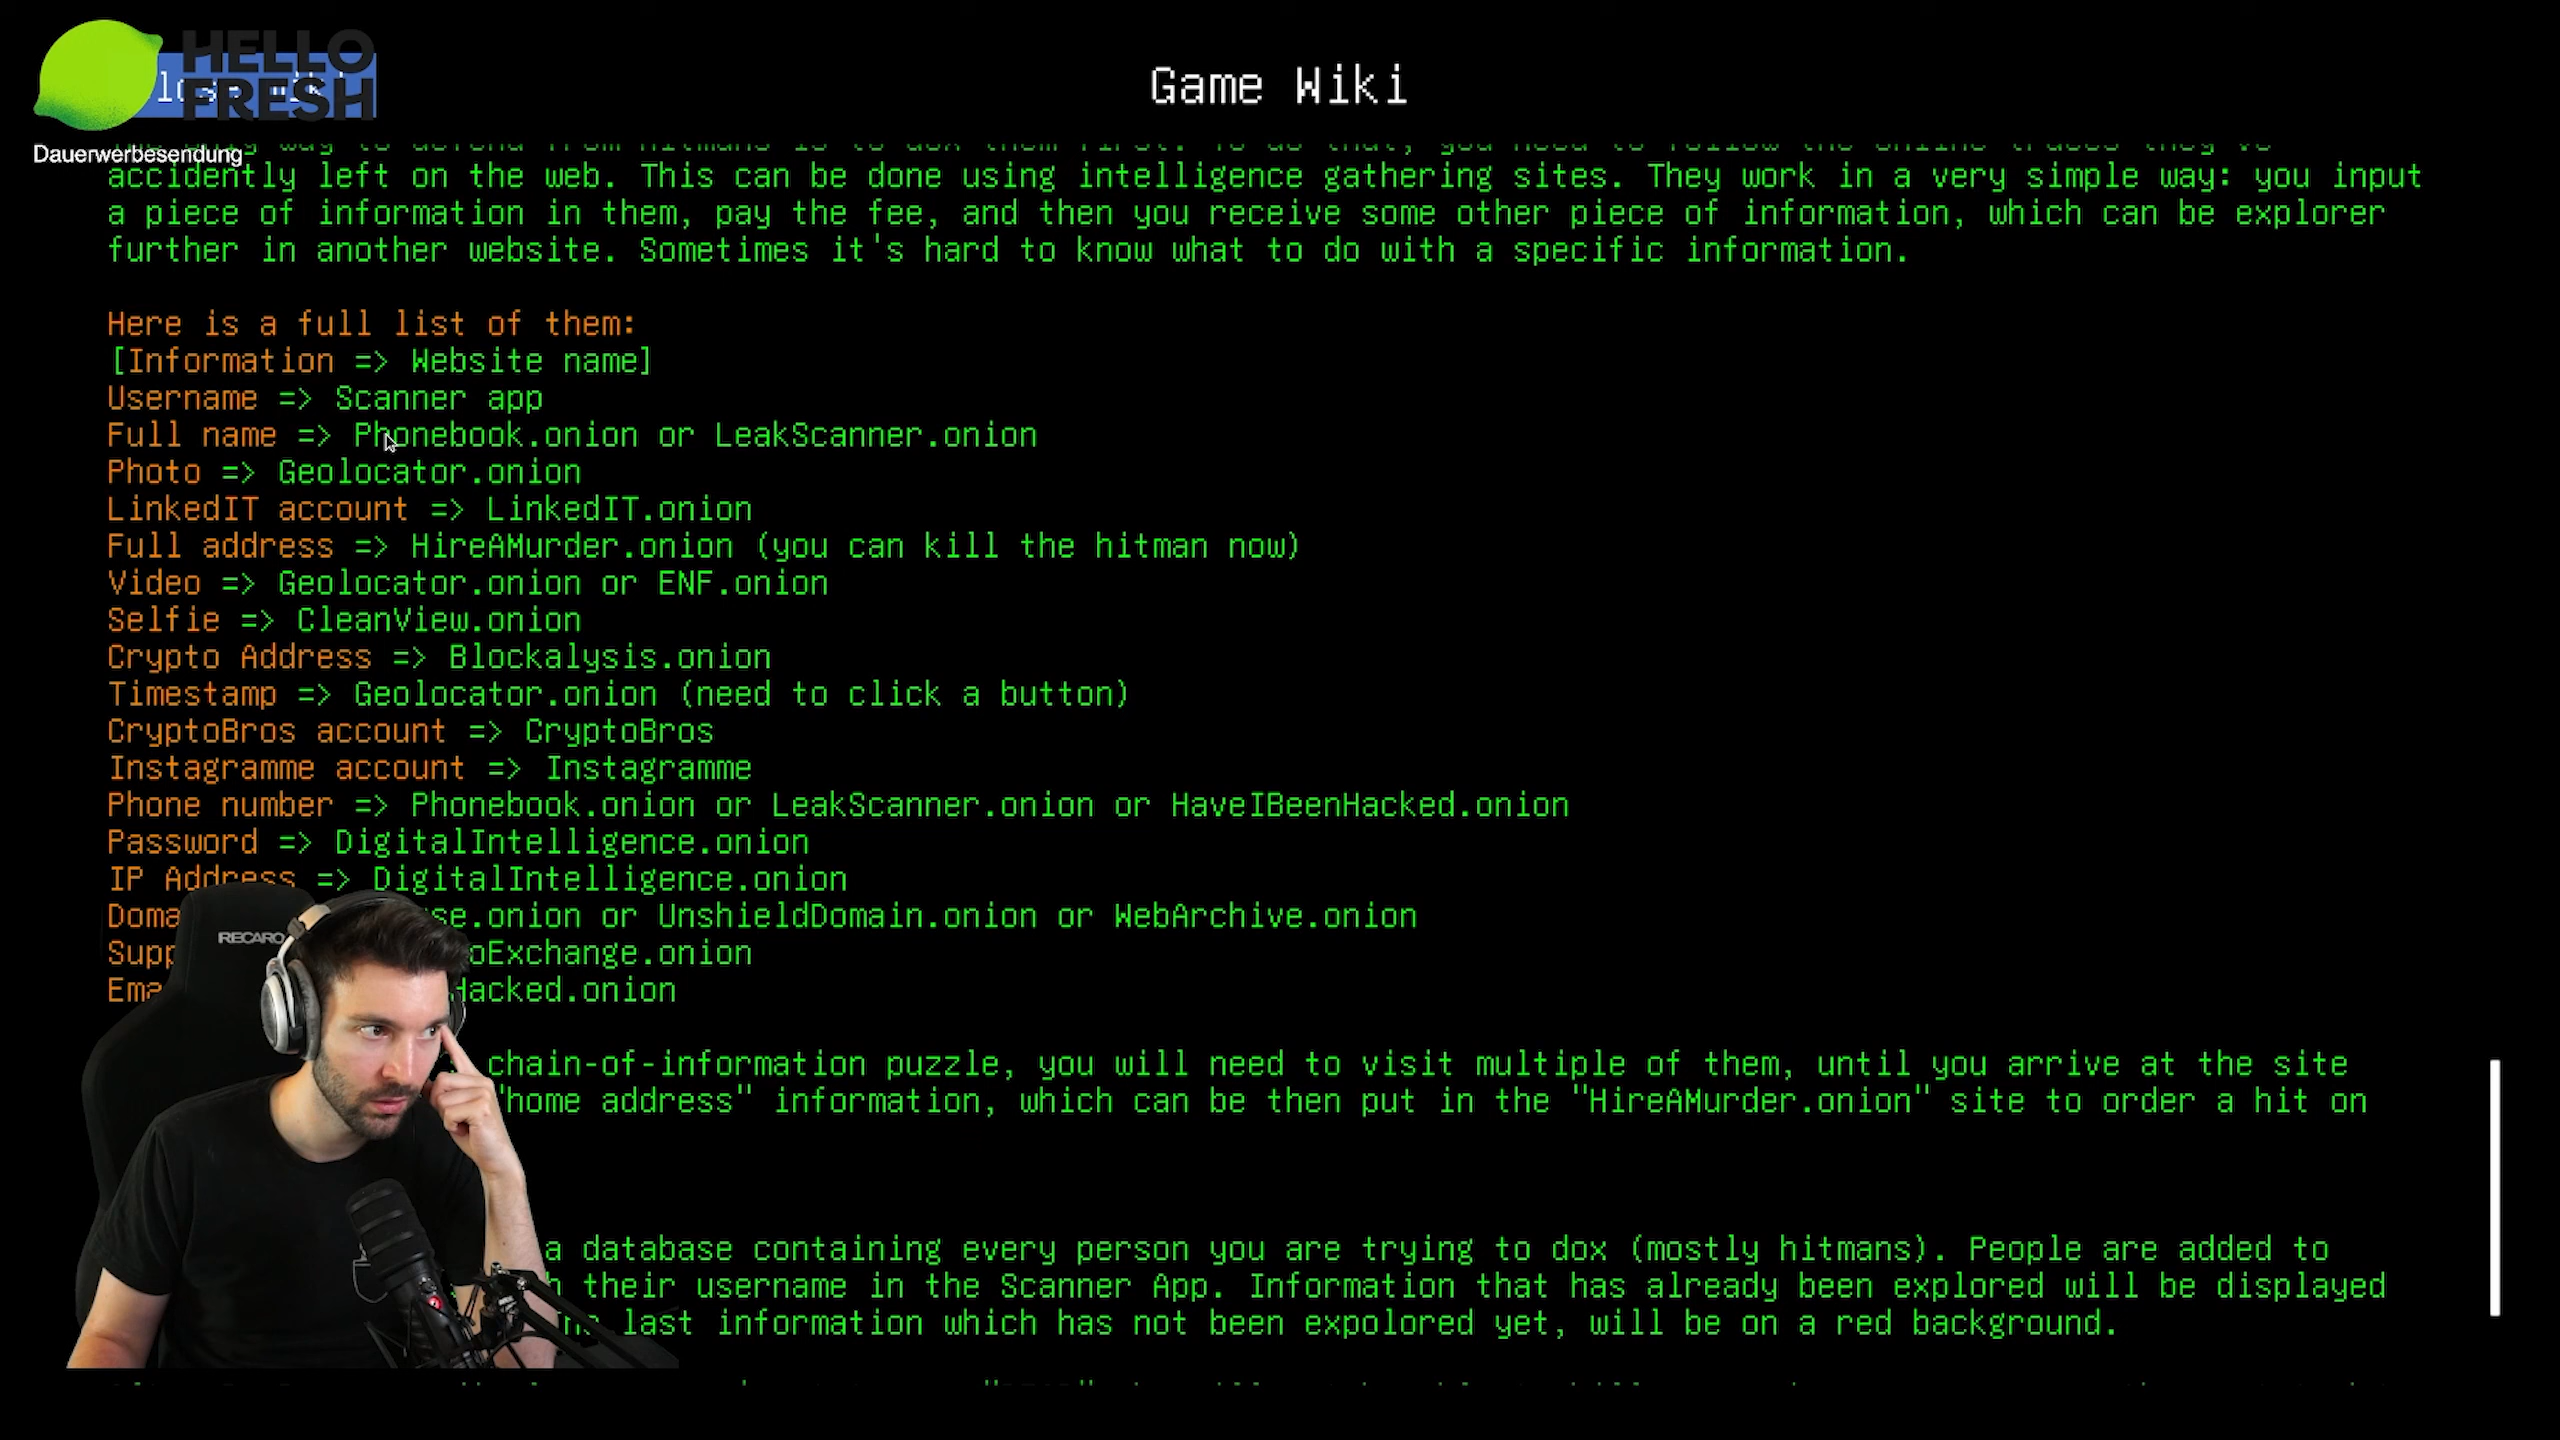 HELLO
FRESH
Game Wiki
Dauerwerbesendung
accidently left on the web. This can be done using intelligence gathering sites. They work in a very simple way: you input
a piece of information in them, pay the fee, and then you receive some other piece of information, which can be explorer
further in another website. Sometimes it's hard to know what to do with a specific information.
Here is a full list of them:
[Information => Website name]
Username => Scanner app
Full name => Phonebook.onion or LeakScanner.onion
Photo => Geolocator.onion
LinkedIT account => LinkedIT.onion
Full address => HireAMurder.onion (you can kill the hitman now)
Video => Geolocator.onion or ENF.onion
Selfie => CleanView.onion
Crypto Address => Blockalysis.onion
Timestamp => Geolocator.onion (need to click a button)
CryptoBros account => CryptoBros
Instagramme account => Instagramme
Phone number => Phonebook.onion or LeakScanner.onion or HaveIBeenHacked.onion
Password => DigitalIntelligence.onion
IP Address => DigitalIntelligence.onion
Doma se.onion or UnshieldDomain.onion or WebArchive.onion
Supp oExchange.onion
Ema Hacked.onion
chain-of-information puzzle, you will need to visit multiple of them, until you arrive at the site
"home address" information, which can be then put in the "HireAMurder.onion" site to order a hit on
a database containing every person you are trying to dox (mostly hitmans). People are added to
their username in the Scanner App. Information that has already been explored will be displayed
last information which has not been expolored yet, will be on a red background.
RECARO